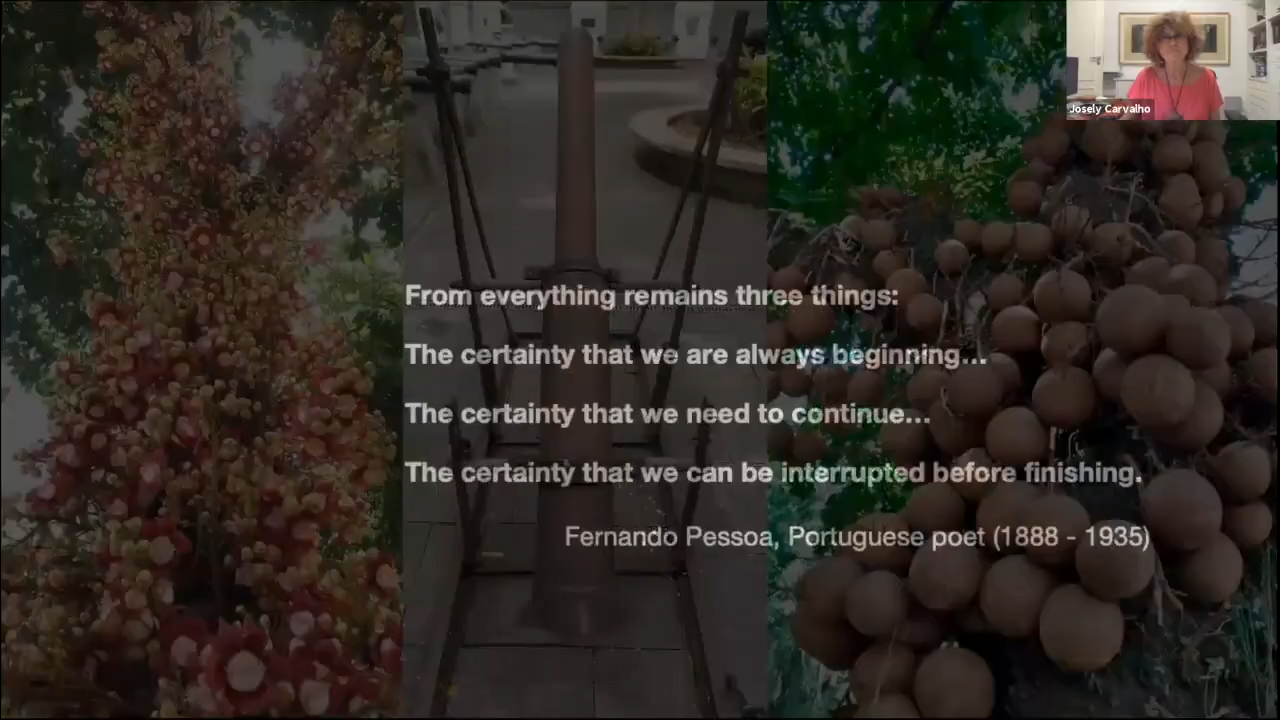 Josely Carvalho
From everything remains three things:
The certainty that we are always beginning...
The certainty that we need to continue...
The certainty that we can be interrupted before finishing.
Fernando Pessoa, Portuguese poet (1888 - 1935)